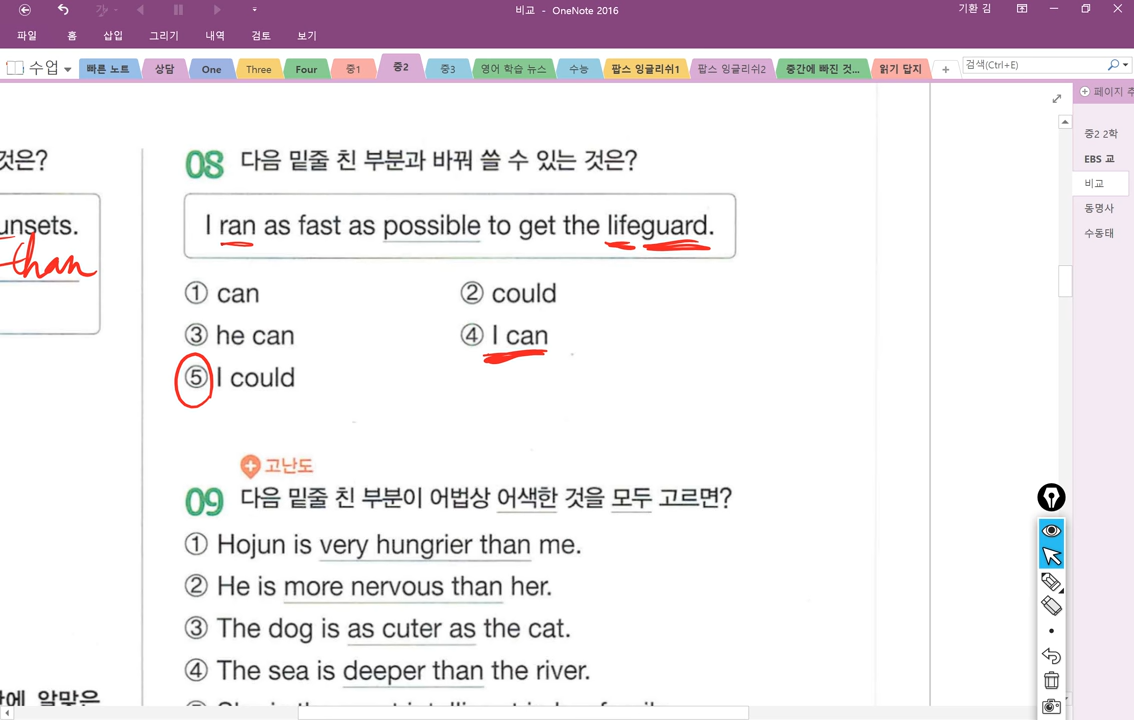 비교 - OneNote 2016
기환 김
파일 홈 삽입 그리기 내역 검토 보기
수업 빠른 노트 상담 One Three Four 중1 중2 중3 영어 학습 뉴스 수능 팝스 잉글리쉬1 팝스 잉글리쉬2 중간에 빠진 것... 읽기 답지 + 검색(Ctrl+E)
페이지 추
중2 2학
EBS 교
비교
동명사
수동태
것은?
unsets.
than
08 다음 밑줄 친 부분과 바꿔 쓸 수 있는 것은?
I ran as fast as possible to get the lifeguard.
① can ② could
③ he can ④ I can
⑤ I could
고난도
09 다음 밑줄 친 부분이 어법상 어색한 것을 모두 고르면?
① Hojun is very hungrier than me.
② He is more nervous than her.
③ The dog is as cuter as the cat.
④ The sea is deeper than the river.
알맞은